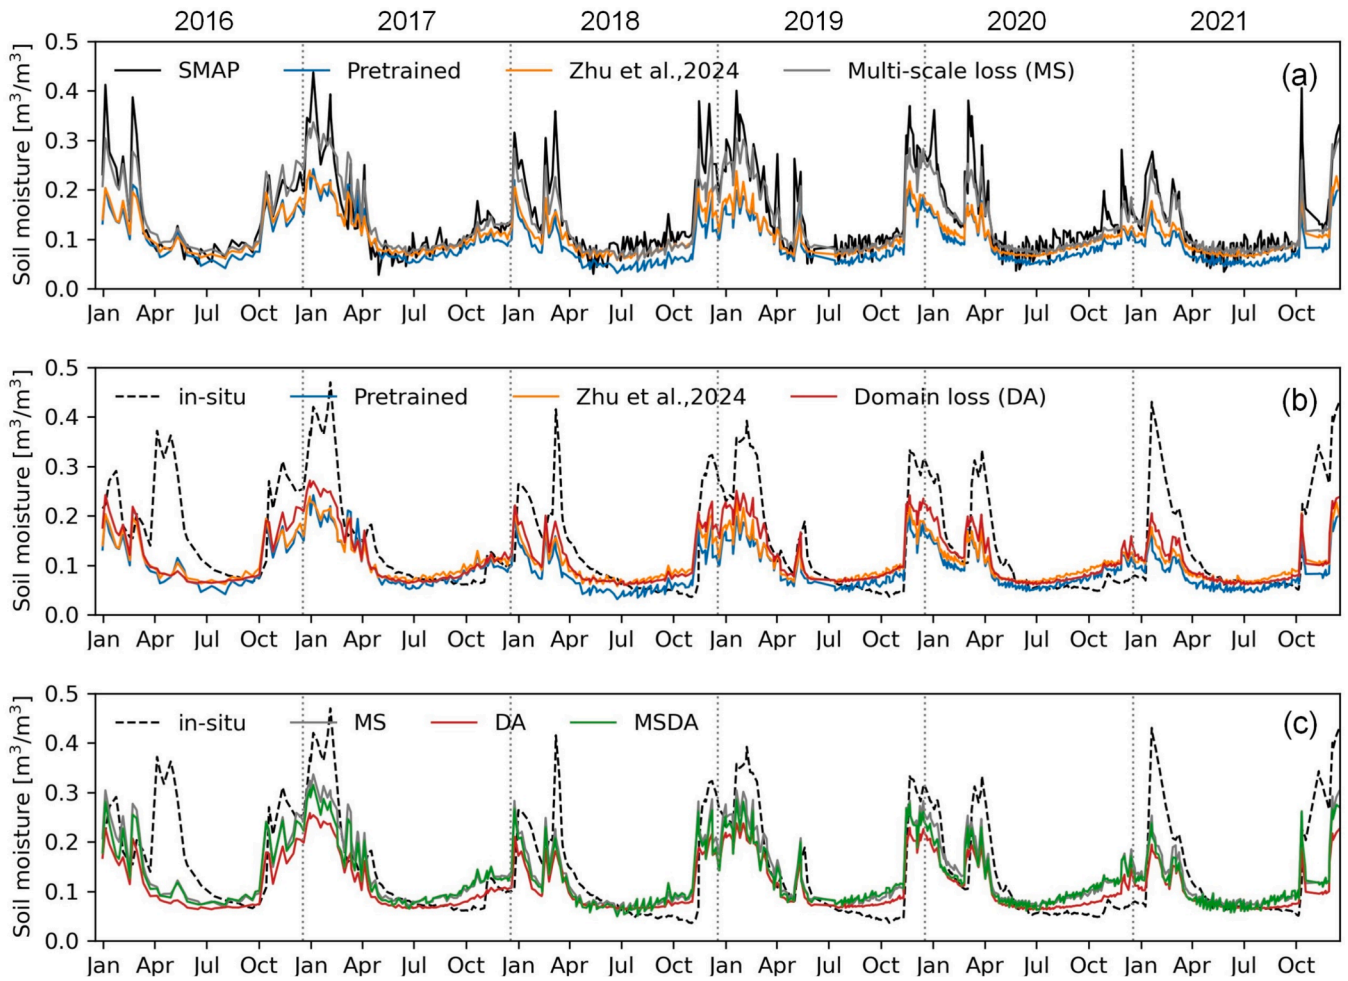 2016 2017 2018 2019 2020 2021
0.5
SMAP Pretrained Zhu et al.,2024 Multi-scale loss (MS) (a)
0.4
0.3
0.2
0.1
0.0
Soil moisture [m³/m³]
Jan Apr Jul Oct Jan Apr Jul Oct Jan Apr Jul Oct Jan Apr Jul Oct Jan Apr Jul Oct Jan Apr Jul Oct
0.5
in-situ Pretrained Zhu et al.,2024 Domain loss (DA) (b)
0.4
0.3
0.2
0.1
0.0
Soil moisture [m³/m³]
Jan Apr Jul Oct Jan Apr Jul Oct Jan Apr Jul Oct Jan Apr Jul Oct Jan Apr Jul Oct Jan Apr Jul Oct
0.5
in-situ MS DA MSDA (c)
0.4
0.3
0.2
0.1
0.0
Soil moisture [m³/m³]
Jan Apr Jul Oct Jan Apr Jul Oct Jan Apr Jul Oct Jan Apr Jul Oct Jan Apr Jul Oct Jan Apr Jul Oct